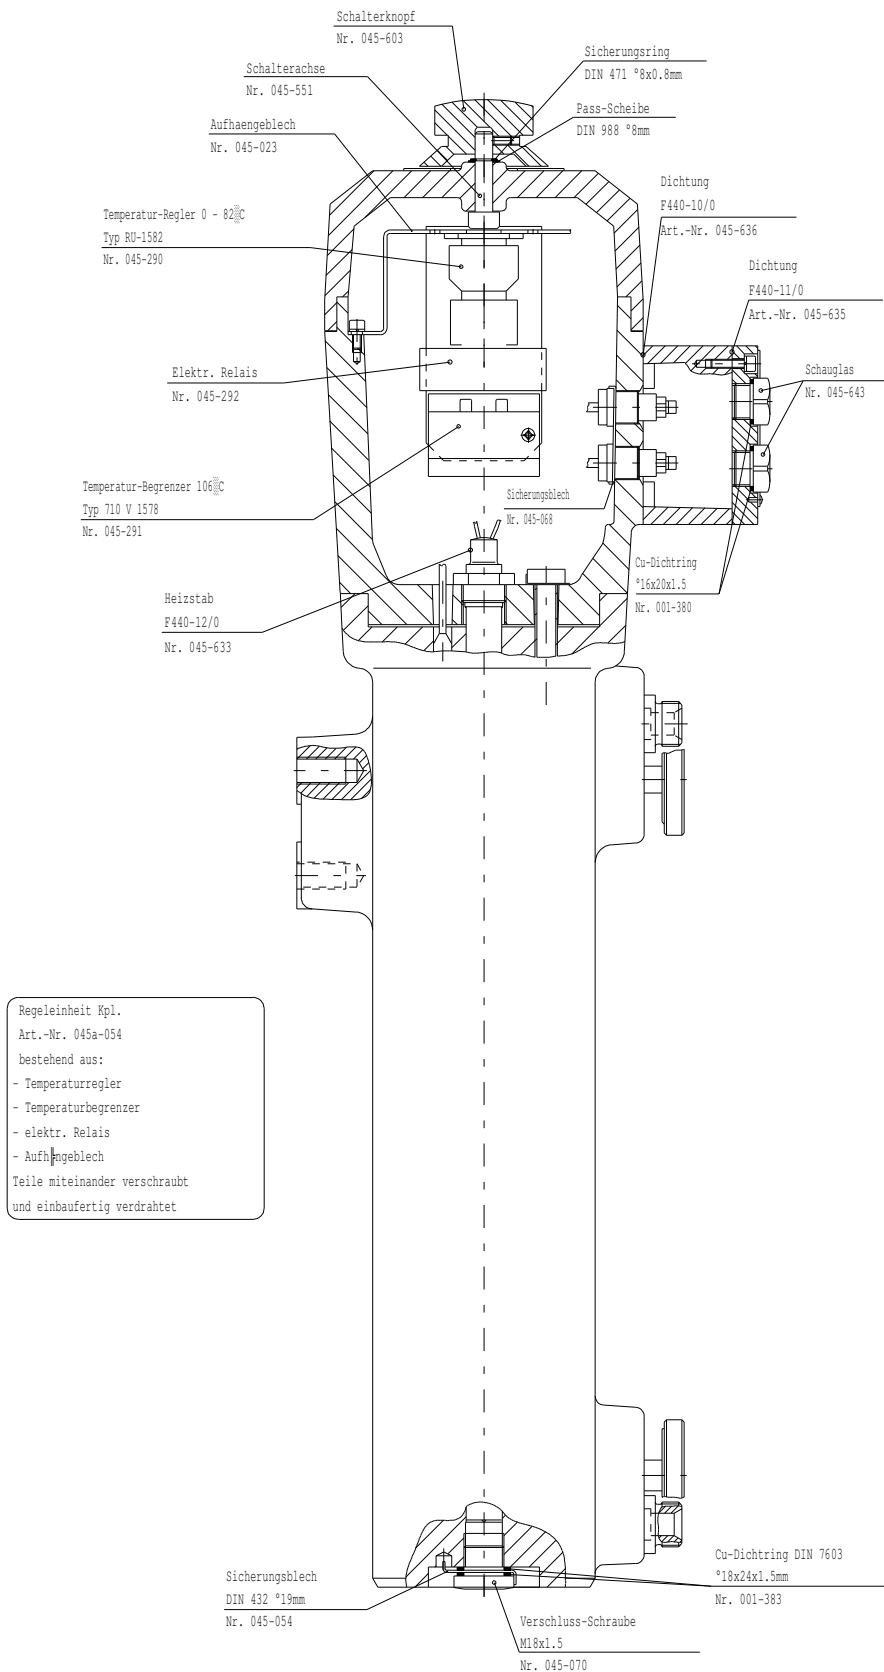 Schalterknopf
Nr. 045-603
Sicherungsring
DIN 471 °8x0.8mm
Schalterachse
Nr. 045-551
Pass-Scheibe
DIN 988 °8mm
Aufhaengeblech
Nr. 045-023
Dichtung
F440-10/0
Art.-Nr. 045-636
Temperatur-Regler 0 - 82▒C
Typ RU-1582
Nr. 045-290
Dichtung
F440-11/0
Art.-Nr. 045-635
Elektr. Relais
Nr. 045-292
Schauglas
Nr. 045-643
Temperatur-Begrenzer 106▒C
Typ 710 V 1578
Nr. 045-291
Sicherungsblech
Nr. 045-068
Cu-Dichtring
°16x20x1.5
Nr. 001-380
Heizstab
F440-12/0
Nr. 045-633
Regeleinheit Kpl.
Art.-Nr. 045a-054
bestehend aus:
- Temperaturregler
- Temperaturbegrenzer
- elektr. Relais
- Aufh╠ngeblech
Teile miteinander verschraubt
und einbaufertig verdrahtet
Cu-Dichtring DIN 7603
°18x24x1.5mm
Nr. 001-383
Sicherungsblech
DIN 432 °19mm
Nr. 045-054
Verschluss-Schraube
M18x1.5
Nr. 045-070